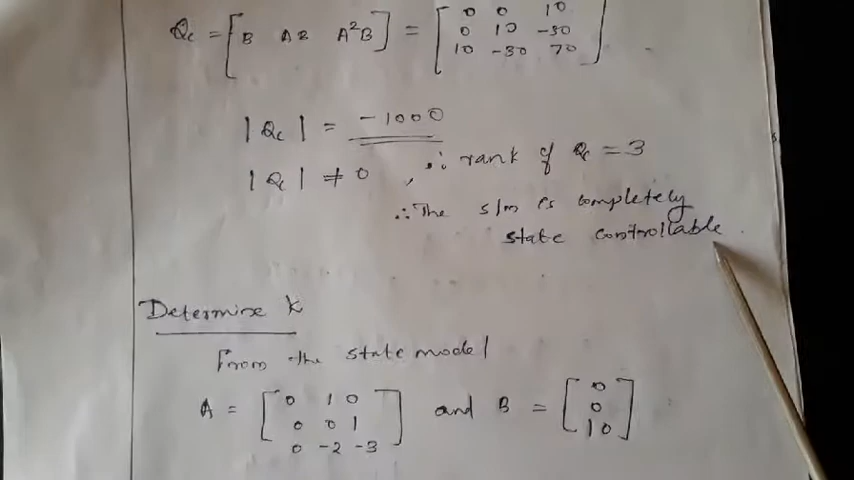 Qc = [ B AB A²B ] = [ 0 0 10
0 10 -30
10 -30 70 ]
|Qc| = -1000
|Qc| ≠ 0 , ∴ rank of Qc = 3
∴ The s/m is completely
state controllable.
Determine k
From the state model
A = [ 0 1 0
0 0 1
0 -2 -3 ] and B = [ 0
0
10 ]